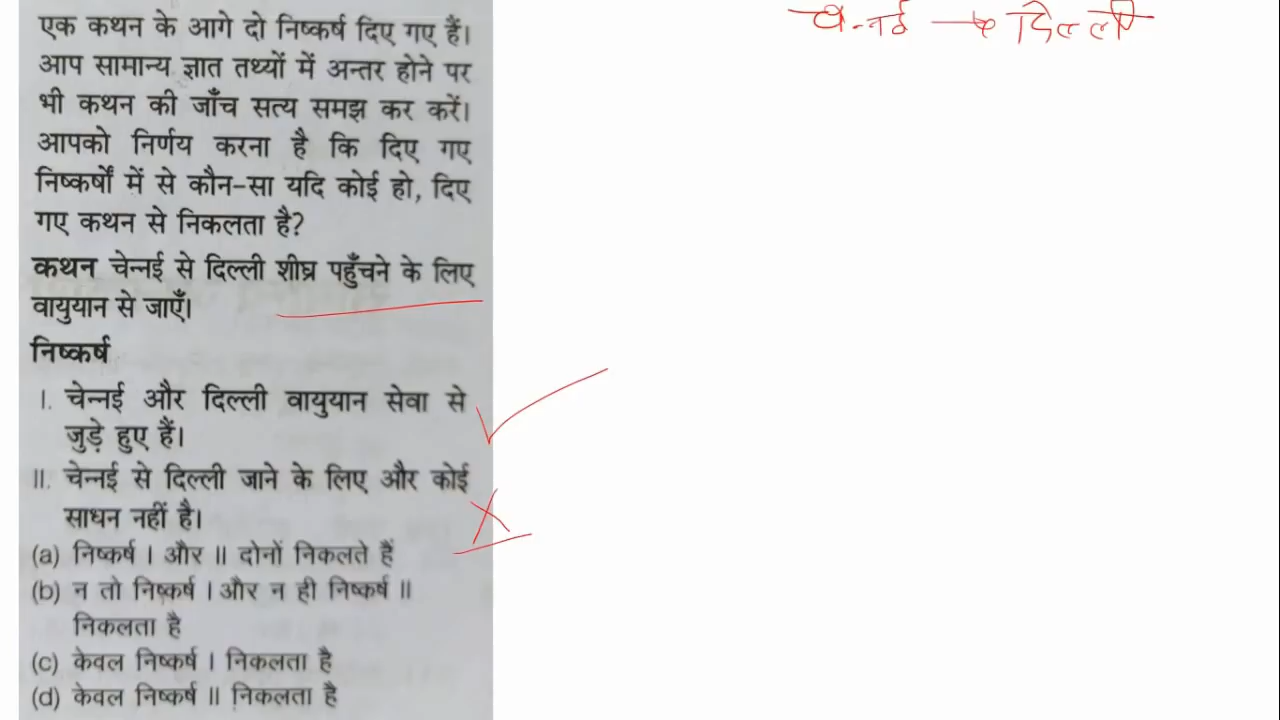 एक कथन के आगे दो निष्कर्ष दिए गए हैं।
आप सामान्य ज्ञात तथ्यों में अन्तर होने पर
भी कथन की जाँच सत्य समझ कर करें।
आपको निर्णय करना है कि दिए गए
निष्कर्षों में से कौन-सा यदि कोई हो, दिए
गए कथन से निकलता है?
कथन चेन्नई से दिल्ली शीघ्र पहुँचने के लिए
वायुयान से जाएँ।
निष्कर्ष
I. चेन्नई और दिल्ली वायुयान सेवा से
जुड़े हुए हैं।
II. चेन्नई से दिल्ली जाने के लिए और कोई
साधन नहीं है।
(a) निष्कर्ष I और II दोनों निकलते हैं
(b) न तो निष्कर्ष I और न ही निष्कर्ष II
निकलता है
(c) केवल निष्कर्ष I निकलता है
(d) केवल निष्कर्ष II निकलता है
→ दिल्ली